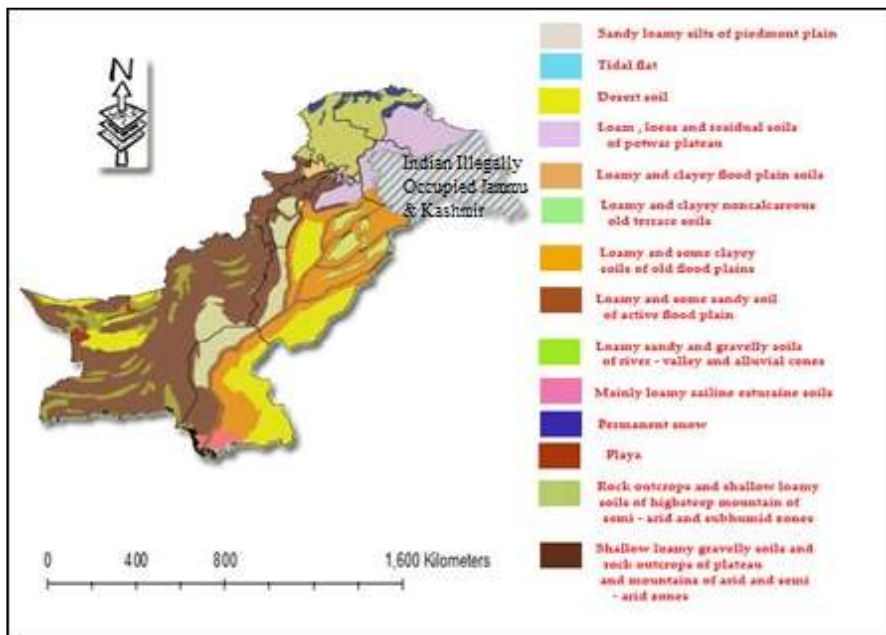 N
Indian Illegally
Occupied Jammu
& Kashmir
0 400 800 1,600 Kilometers
Sandy loamy silts of piedmont plain
Tidal flat
Desert soil
Loam , loess and residual soils
of potwar plateau
Loamy and clayey flood plain soils
Loamy and clayey noncalcareous
old terrace soils
Loamy and some clayey
soils of old flood plains
Loamy and some sandy soil
of active flood plain
Loamy sandy and gravelly soils
of river - valley and alluvial cones
Mainly loamy sailine esturaine soils
Permanent snow
Playa
Rock outcrops and shallow loamy
soils of highsteep mountain of
semi - arid and subhumid zones
Shallow loamy gravelly soils and
rock outcrops of plateau
and mountains of arid and semi
- arid zones